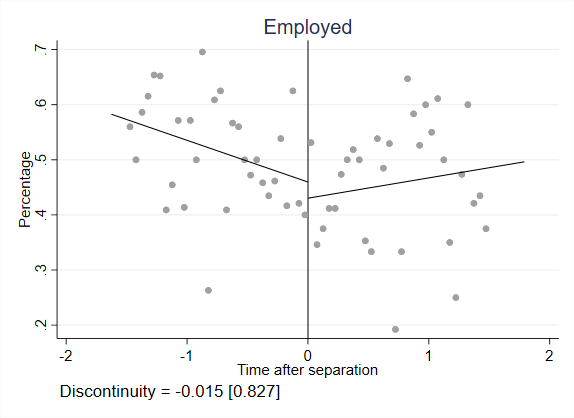 Employed
Percentage
.7
.6
.5
.4
.3
.2
-2
-1
0
1
2
Time after separation
Discontinuity = -0.015 [0.827]